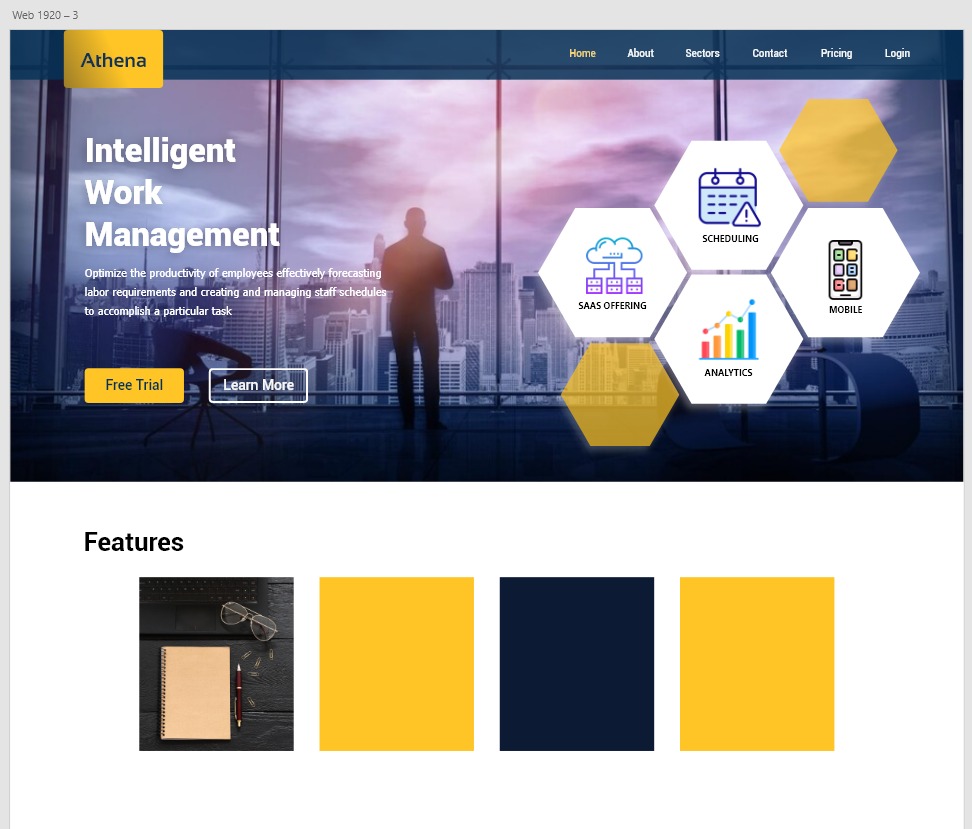 Web 1920 – 3
Athena
Home About Sectors Contact Pricing Login
Intelligent
Work
Management
Optimize the productivity of employees effectively forecasting
labor requirements and creating and managing staff schedules
to accomplish a particular task
Free Trial Learn More
SCHEDULING
SAAS OFFERING
MOBILE
ANALYTICS
Features